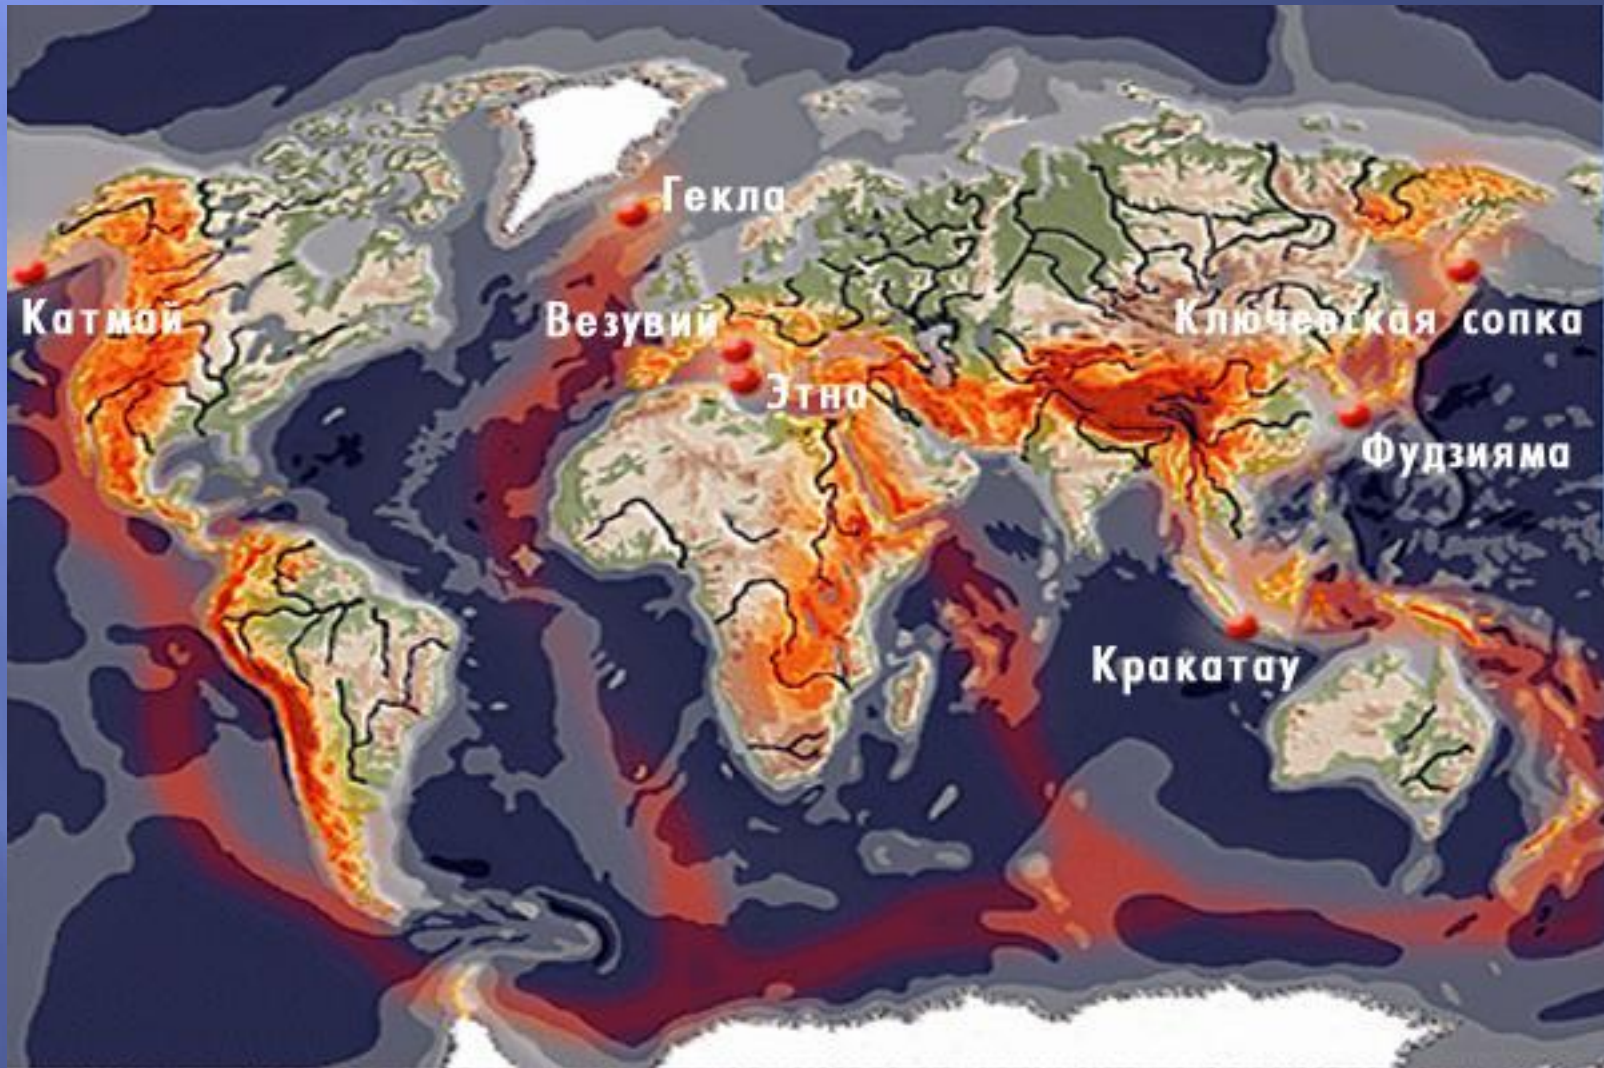 Гекла
Катмай
Везувий
Ключевская сопка
Этна
Фудзияма
Кракатау